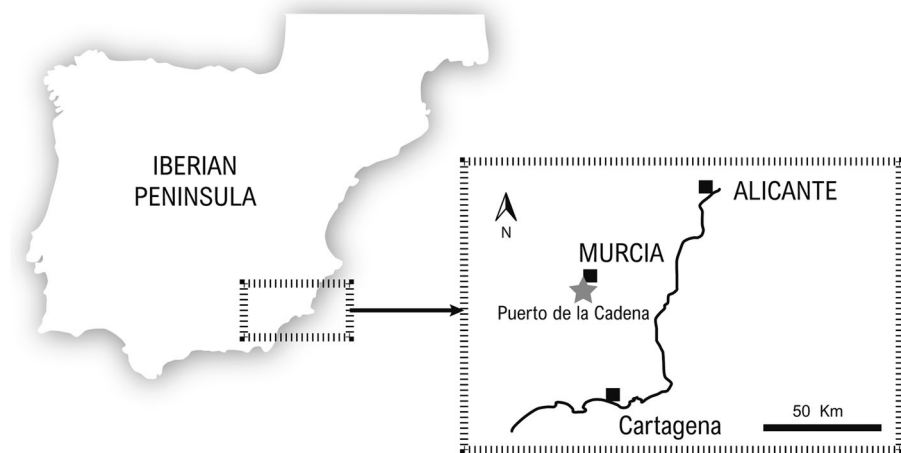 IBERIAN
PENINSULA
ALICANTE
N
MURCIA
Puerto de la Cadena
Cartagena
50 Km